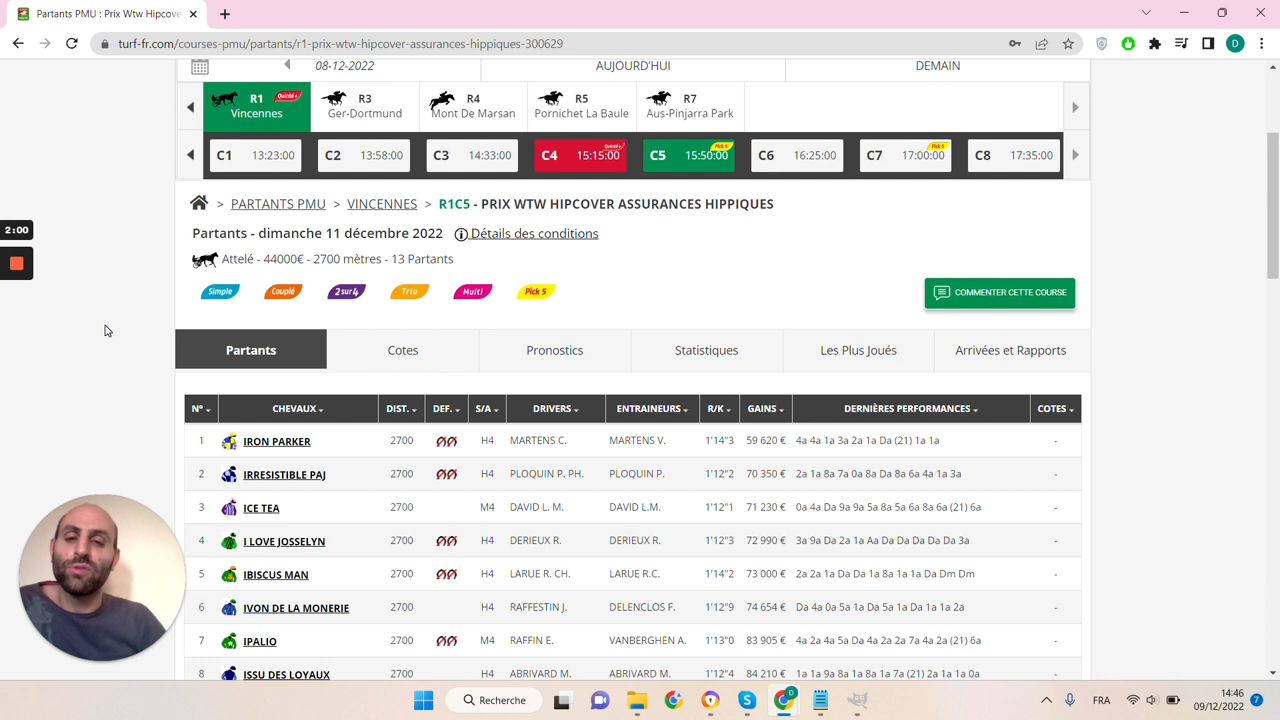 Partants PMU : Prix Wtw Hipcove
turf-fr.com/courses-pmu/partants/r1-prix-wtw-hipcover-assurances-hippiques-300629
D
08-12-2022 AUJOURD'HUI DEMAIN
R1 Quinté+ R3 R4 R5 R7
Vincennes Ger-Dortmund Mont De Marsan Pornichet La Baule Aus-Pinjarra Park
C1 13:23:00 C2 13:58:00 C3 14:33:00 C4 15:15:00 Quinté+ C5 15:50:00 Pick 5 C6 16:25:00 C7 17:00:00 Pick 5 C8 17:35:00
> PARTANTS PMU > VINCENNES > R1C5 - PRIX WTW HIPCOVER ASSURANCES HIPPIQUES
2:00
Partants - dimanche 11 décembre 2022 Détails des conditions
Attelé - 44000€ - 2700 mètres - 13 Partants
Simple Couplé 2sur4 Trio Multi Pick 5
COMMENTER CETTE COURSE
Partants Cotes Pronostics Statistiques Les Plus Joués Arrivées et Rapports
N° CHEVAUX DIST. DEF. S/A DRIVERS ENTRAINEURS R/K GAINS DERNIÈRES PERFORMANCES COTES
1 IRON PARKER 2700 H4 MARTENS C. MARTENS V. 1'14"3 59 620 € 4a 4a 1a 3a 2a 1a Da (21) 1a 1a -
2 IRRESISTIBLE PAJ 2700 H4 PLOQUIN P. PH. PLOQUIN P. 1'12"2 70 350 € 2a 1a 8a 7a 0a 8a Da 8a 6a 4a 1a 3a -
3 ICE TEA 2700 M4 DAVID L. M. DAVID L.M. 1'12"1 71 230 € 0a 4a Da 9a 9a 5a 8a 5a 6a 8a 6a (21) 6a -
4 I LOVE JOSSELYN 2700 H4 DERIEUX R. DERIEUX R. 1'12"3 72 990 € 3a 9a Da 2a 1a Aa Da Da Da Da Da 3a -
5 IBISCUS MAN 2700 H4 LARUE R. CH. LARUE R.C. 1'14"2 73 000 € 2a 2a 1a Da Da 1a 8a 1a 1a Da Dm Dm -
6 IVON DE LA MONERIE 2700 H4 RAFFESTIN J. DELENCLOS F. 1'12"9 74 654 € Da 4a 0a 5a 1a Da 5a 1a Da 1a 1a 2a -
7 IPALIO 2700 M4 RAFFIN E. VANBERGHEN A. 1'13"0 83 905 € 4a 2a 4a 5a Da 4a 2a 2a 7a 4a 2a (21) 6a -
8 ISSU DES LOYAUX 2700 H4 ABRIVARD M. ABRIVARD M. 1'12"4 84 210 € 1a 1a 9a 8a 1a 8a 1a 7a (21) 2a 1a 1a 0a -
Recherche FRA 14:46
09/12/2022 7